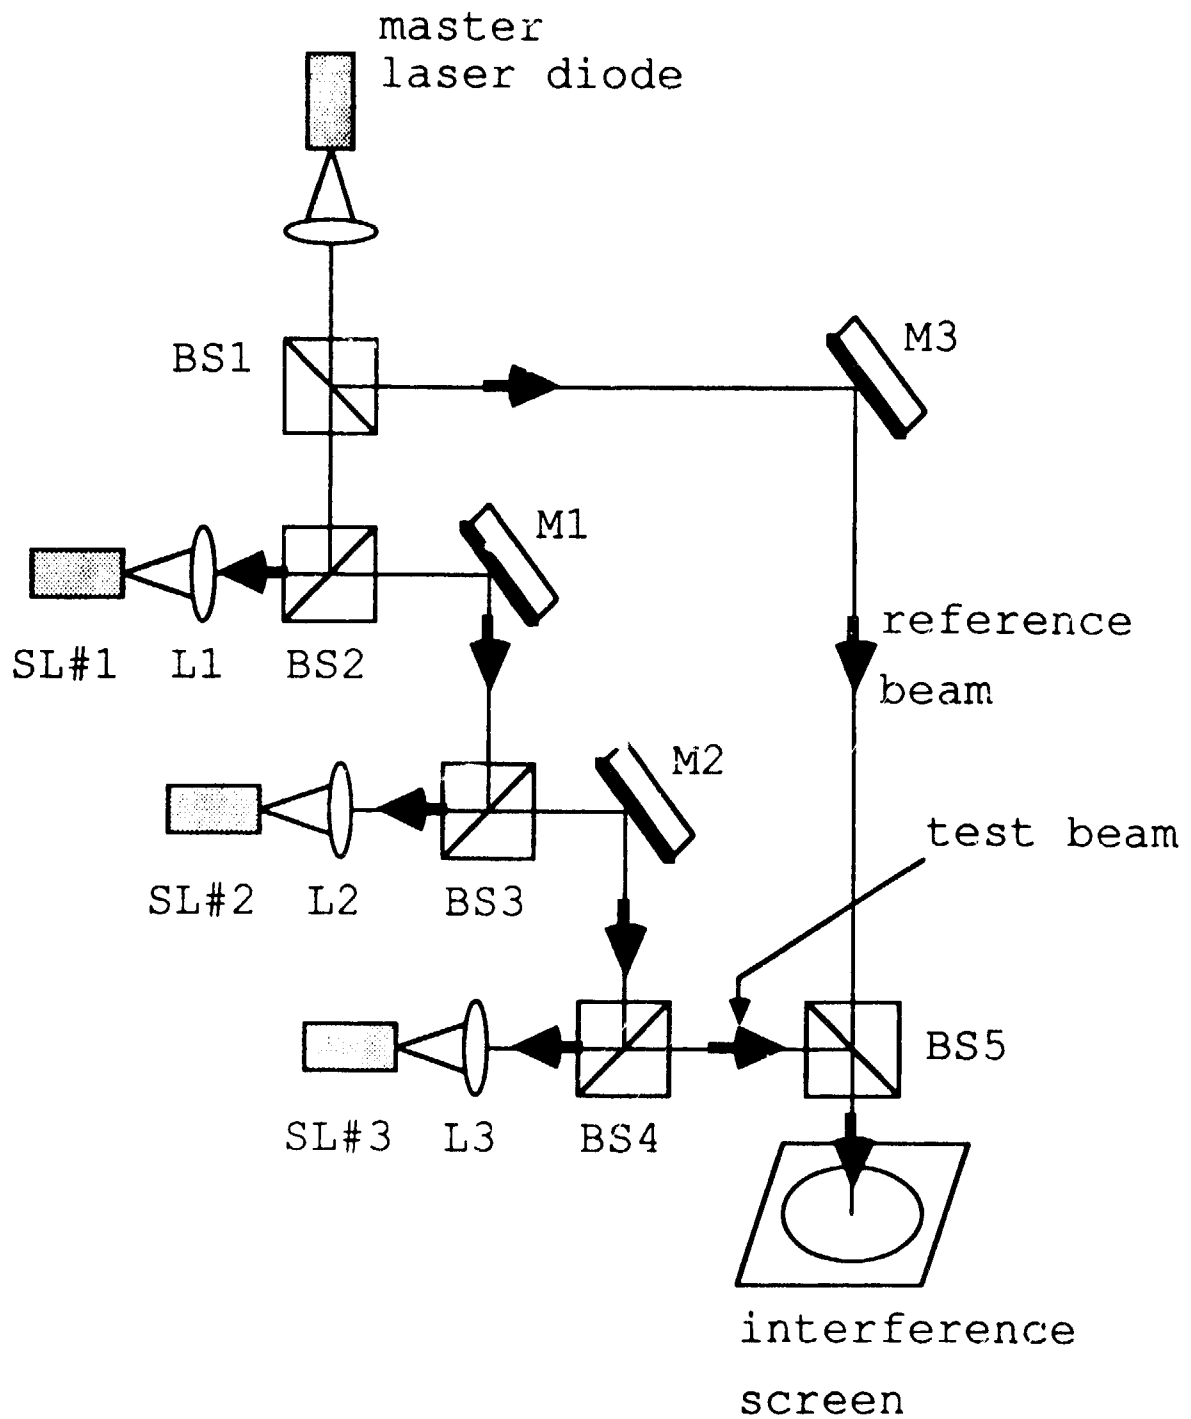 master
laser diode
BS1
M3
M1
SL#1
L1
BS2
reference
beam
M2
test beam
SL#2
L2
BS3
BS5
SL#3
L3
BS4
interference
screen